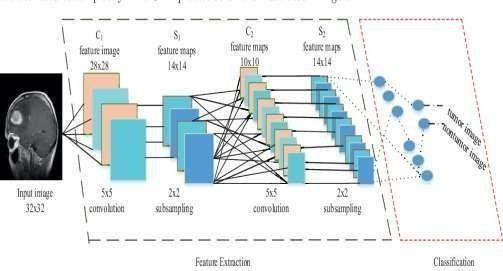 C1
feature image
28x28
S1
feature maps
14x14
C2
feature maps
10x10
S2
feature maps
14x14
tumor image
nontumor image
Input image
32x32
5x5
convolution
2x2
subsampling
5x5
convolution
2x2
subsampling
Feature Extraction
Classification